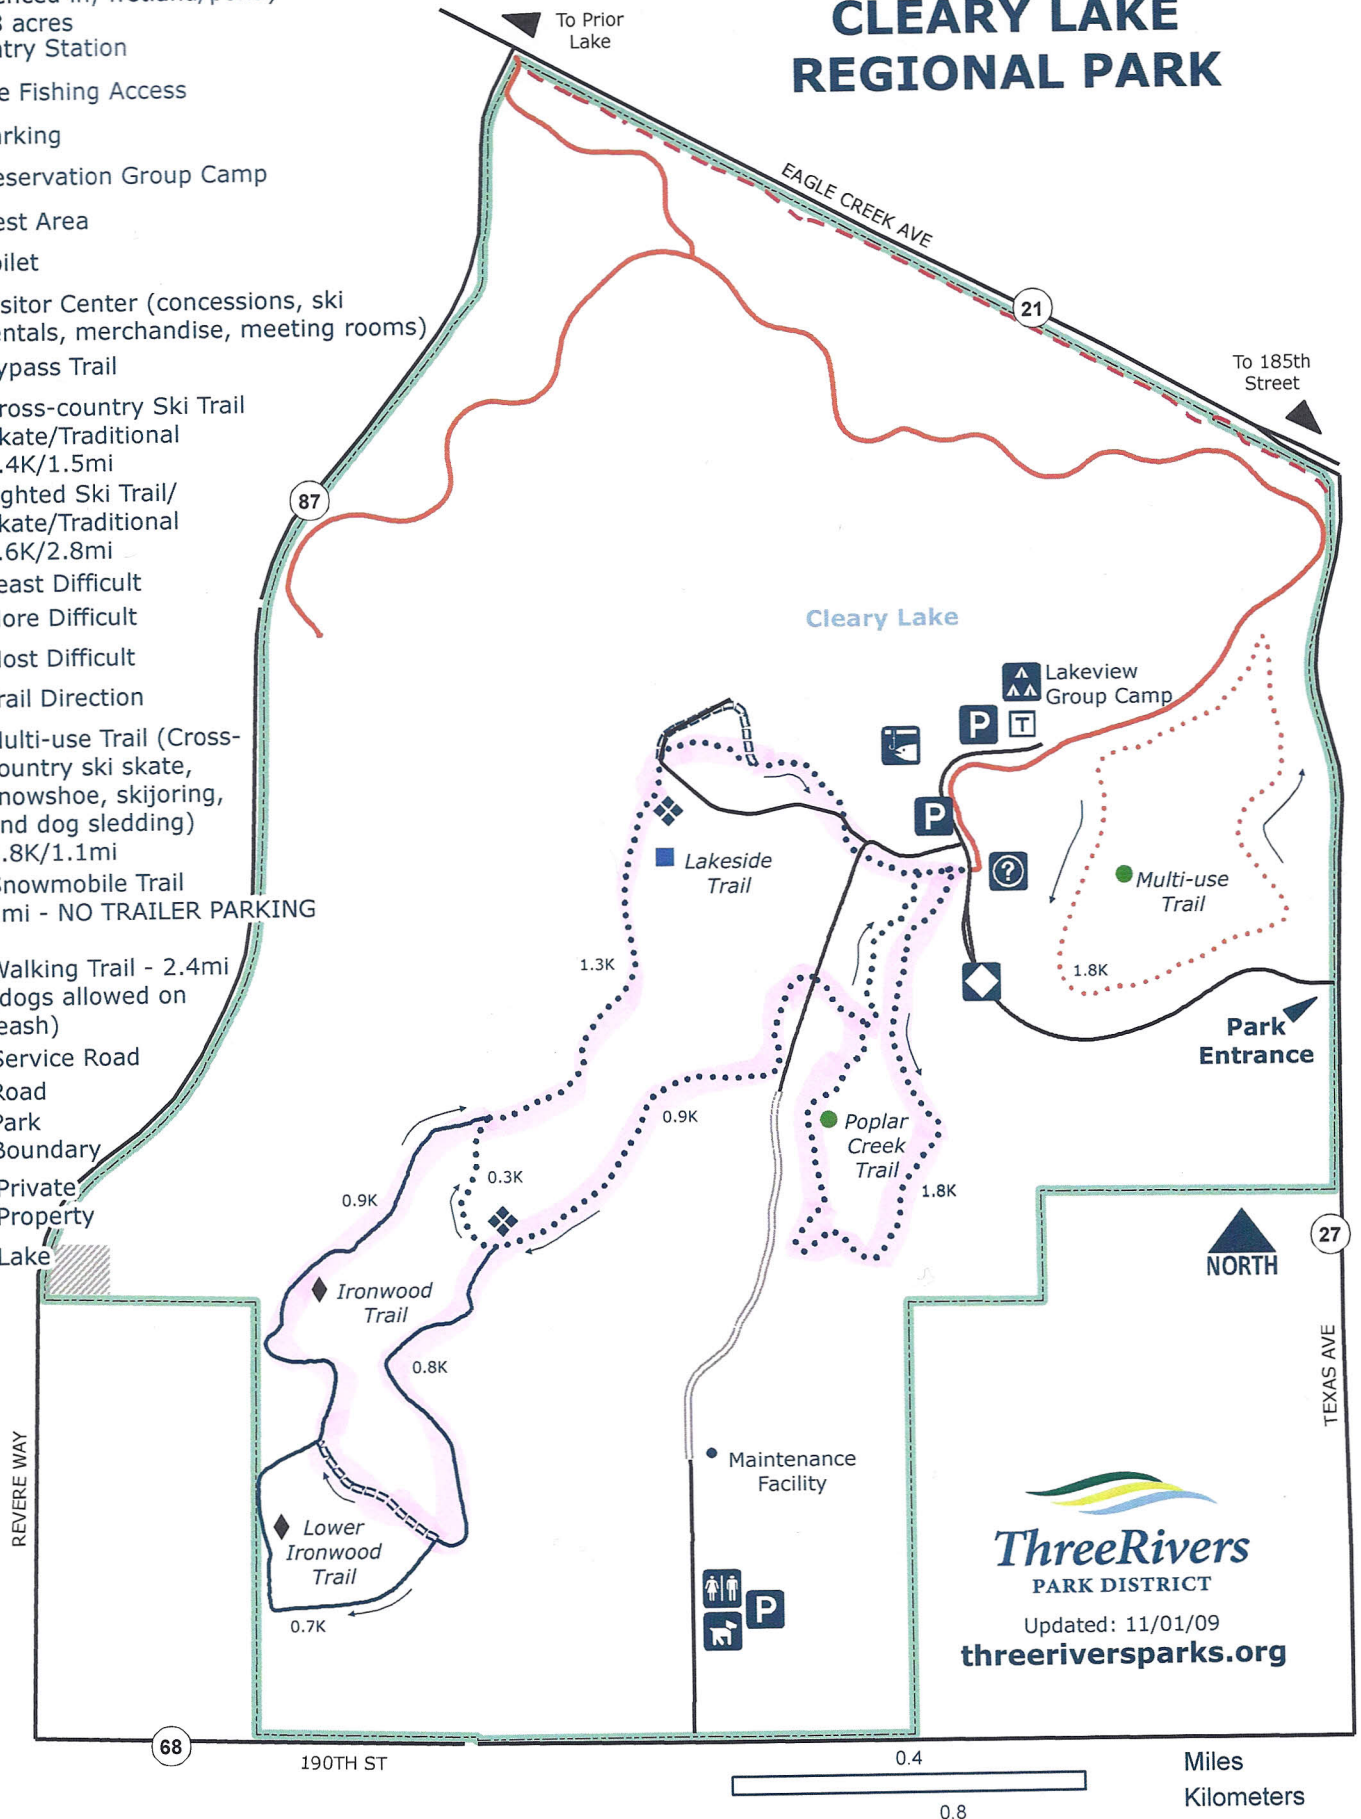 3 acres
try Station
e Fishing Access
arking
eservation Group Camp
est Area
oilet
isitor Center (concessions, ski
entals, merchandise, meeting rooms)
ypass Trail
ross-country Ski Trail
kate/Traditional
.4K/1.5mi
ghted Ski Trail/
kate/Traditional
.6K/2.8mi
east Difficult
ore Difficult
ost Difficult
rail Direction
ulti-use Trail (Cross-
ountry ski skate,
nowshoe, skijoring,
nd dog sledding)
.8K/1.1mi
Snowmobile Trail
mi - NO TRAILER PARKING
Walking Trail - 2.4mi
dogs allowed on
eash)
Service Road
Road
Park
Boundary
Private
Property
Lake
CLEARY LAKE
REGIONAL PARK
To Prior
Lake
EAGLE CREEK AVE
21
To 185th
Street
87
Cleary Lake
Lakeview
Group Camp
P
T
P
?
Lakeside
Trail
Multi-use
Trail
1.3K
1.8K
Park
Entrance
0.9K
Poplar
Creek
Trail
0.3K
0.9K
1.8K
27
NORTH
Ironwood
Trail
0.8K
TEXAS AVE
REVERE WAY
Maintenance
Facility
Lower
Ironwood
Trail
0.7K
P
ThreeRivers
PARK DISTRICT
Updated: 11/01/09
threeriversparks.org
68
190TH ST
0.4
Miles
Kilometers
0.8